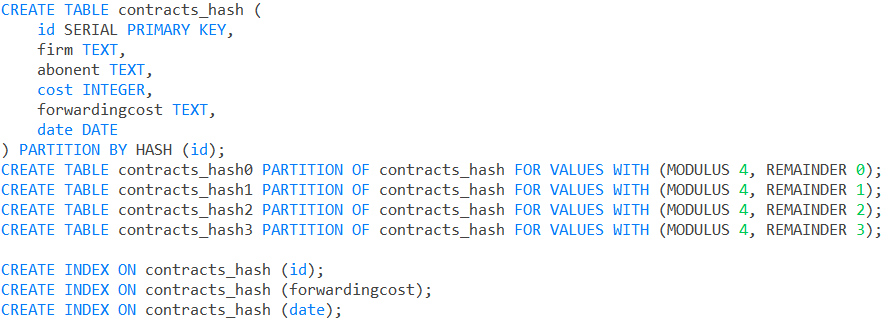 CREATE TABLE contracts_hash (
    id SERIAL PRIMARY KEY,
    firm TEXT,
    abonent TEXT,
    cost INTEGER,
    forwardingcost TEXT,
    date DATE
) PARTITION BY HASH (id);
CREATE TABLE contracts_hash0 PARTITION OF contracts_hash FOR VALUES WITH (MODULUS 4, REMAINDER 0);
CREATE TABLE contracts_hash1 PARTITION OF contracts_hash FOR VALUES WITH (MODULUS 4, REMAINDER 1);
CREATE TABLE contracts_hash2 PARTITION OF contracts_hash FOR VALUES WITH (MODULUS 4, REMAINDER 2);
CREATE TABLE contracts_hash3 PARTITION OF contracts_hash FOR VALUES WITH (MODULUS 4, REMAINDER 3);

CREATE INDEX ON contracts_hash (id);
CREATE INDEX ON contracts_hash (forwardingcost);
CREATE INDEX ON contracts_hash (date);